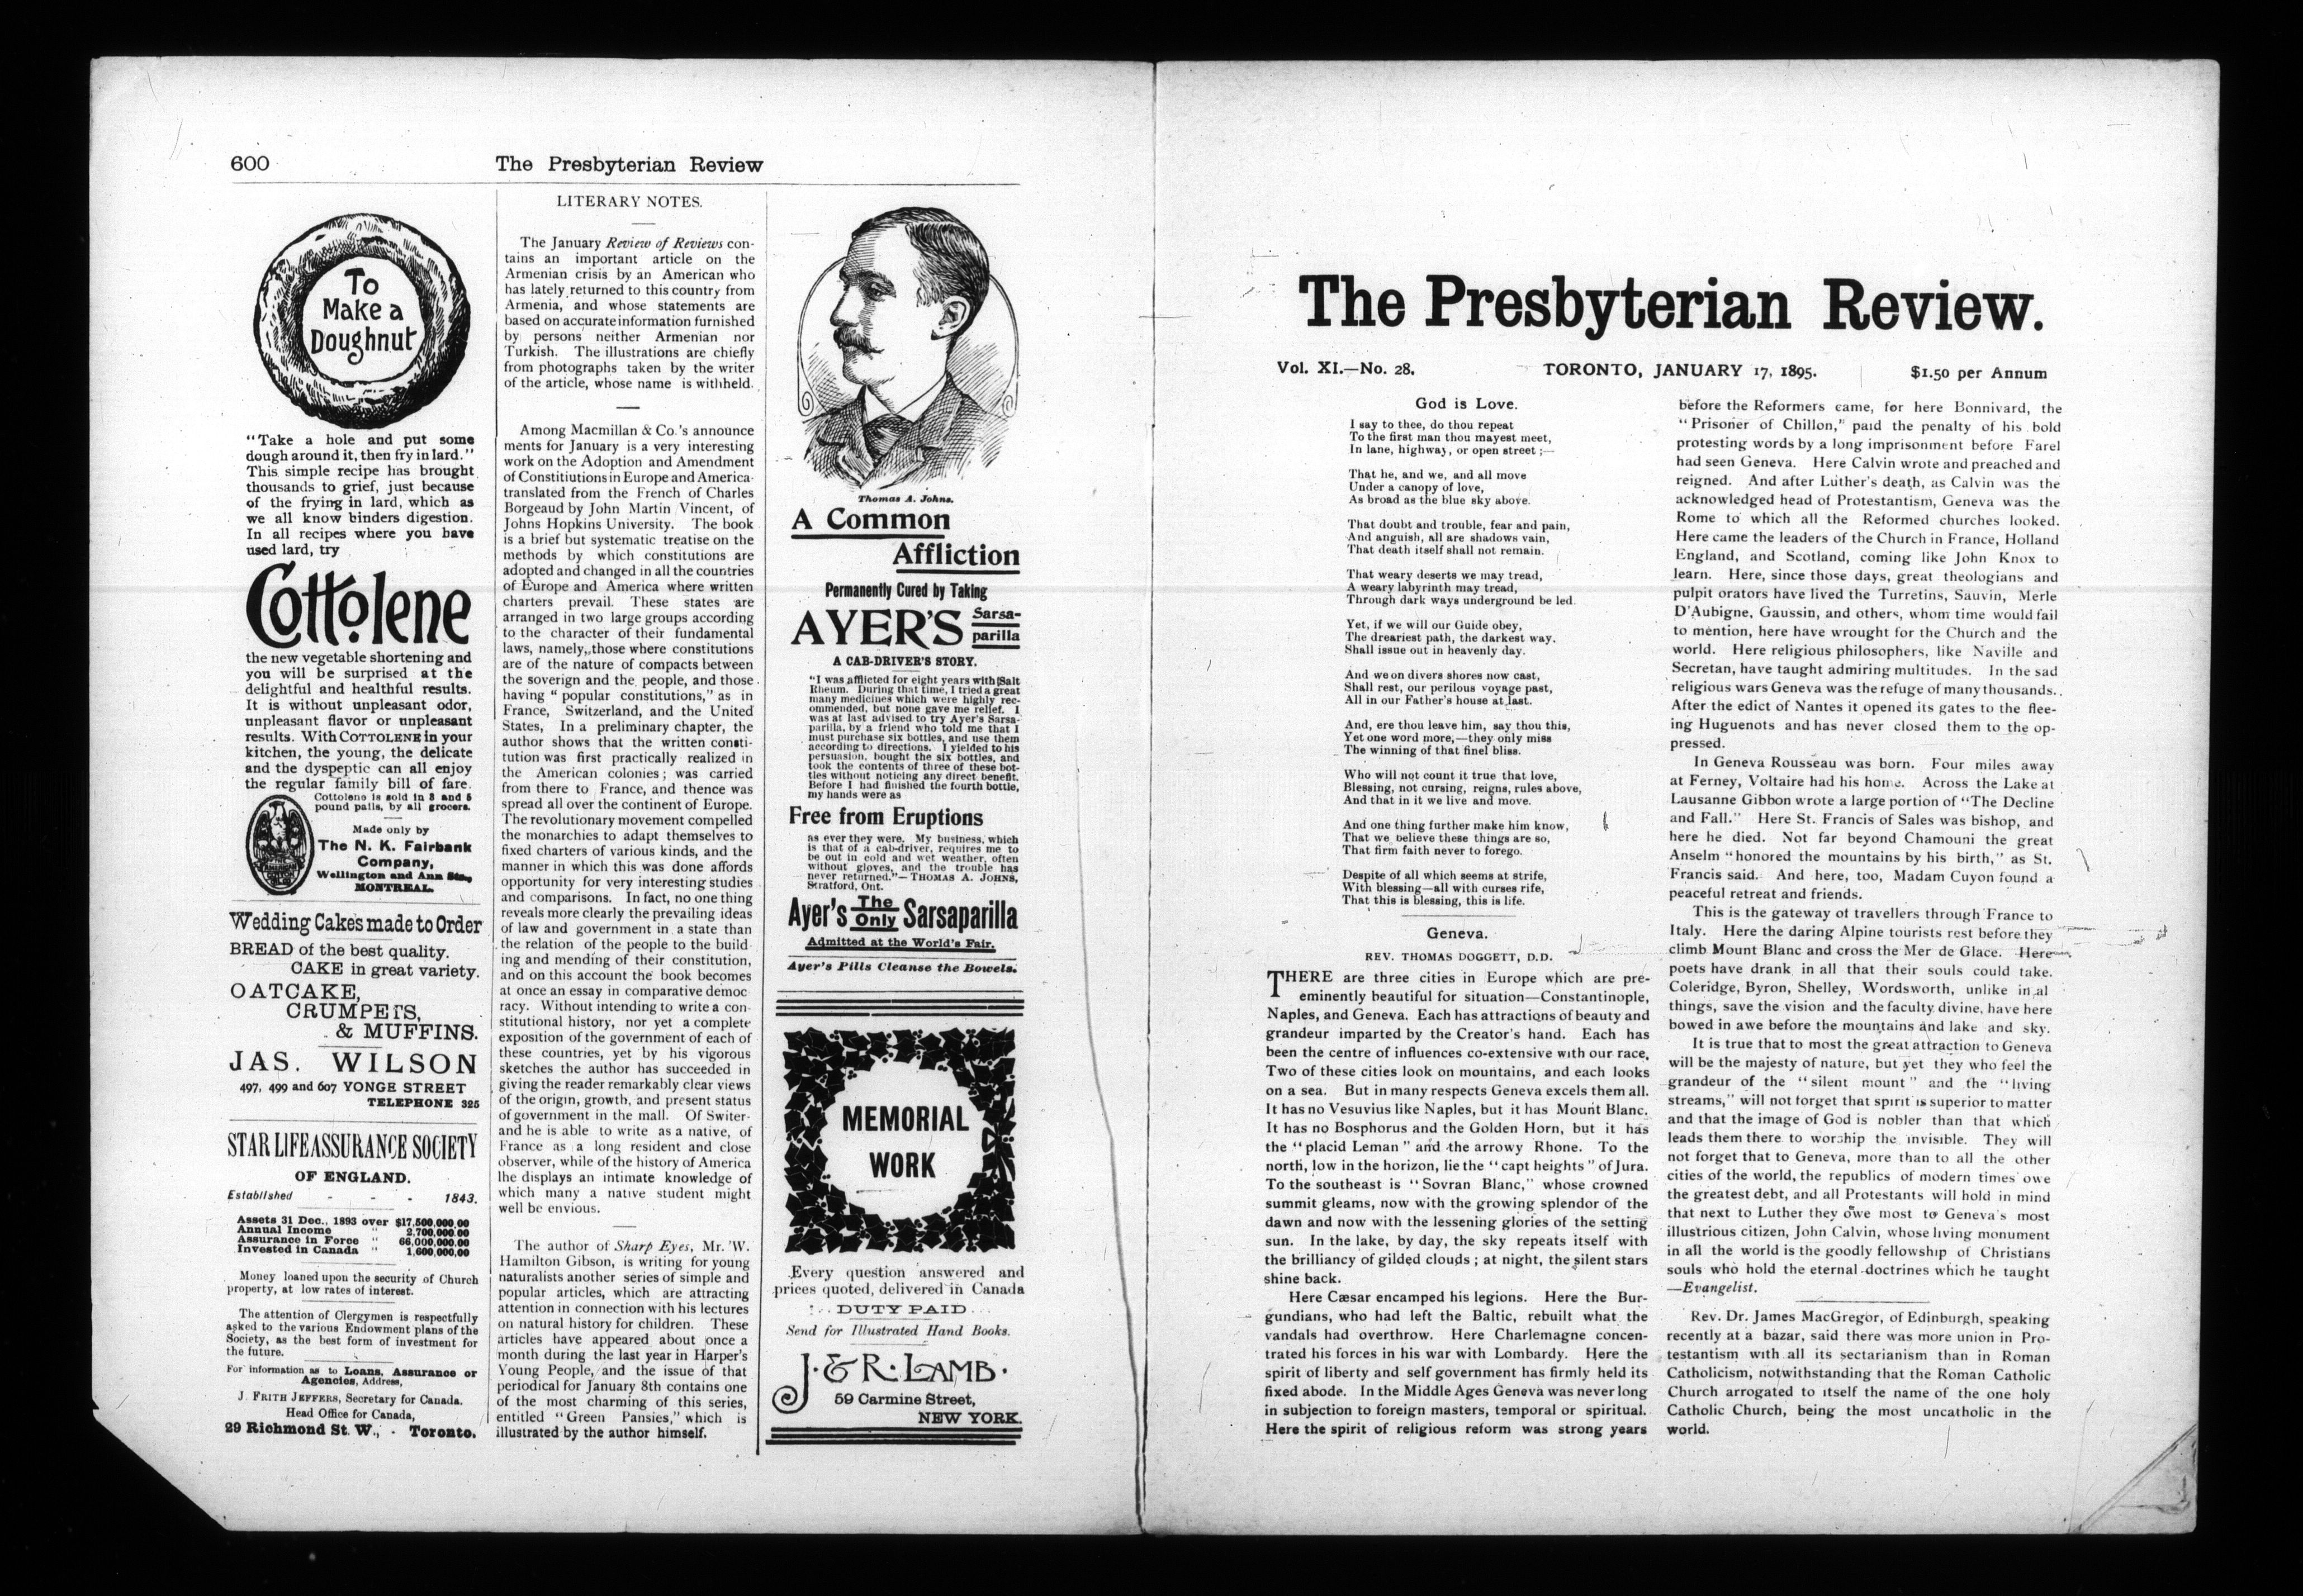 600
The Presbyterian Review
To
Make a
Doughnut
"Take a hole and put some
dough around it, then fry in lard."
This simple recipe has brought
thousands to grief, just because
of the frying in lard, which as
we all know hinders digestion.
In all recipes where you have
used lard, try
Cottolene
the new vegetable shortening and
you will be surprised at the
delightful and healthful results.
It is without unpleasant odor,
unpleasant flavor or unpleasant
results. With COTTOLENE in your
kitchen, the young, the delicate
and the dyspeptic can all enjoy
the regular family bill of fare.
Cottolene is sold in 3 and 5
pound pails, by all grocers.
Made only by
The N. K. Fairbank
Company,
Wellington and Ann Sts.,
MONTREAL.
Wedding Cakes made to Order
BREAD of the best quality.
CAKE in great variety.
OATCAKE,
CRUMPETS,
& MUFFINS.
JAS. WILSON
497, 499 and 607 YONGE STREET
TELEPHONE 325
STAR LIFE ASSURANCE SOCIETY
OF ENGLAND.
Established - - - 1843.
Assets 31 Dec., 1893 over $17,500,000.00
Annual Income " 2,700,000.00
Assurance in Force " 66,000,000.00
Invested in Canada " 1,600,000,00
Money loaned upon the security of Church
property, at low rates of interest.
The attention of Clergymen is respectfully
asked to the various Endowment plans of the
Society, as the best form of investment for
the future.
For information as to Loans, Assurance or
Agencies, Address,
J. FRITH JEFFERS, Secretary for Canada.
Head Office for Canada,
29 Richmond St. W., - Toronto.
LITERARY NOTES.
The January Review of Reviews con-
tains an important article on the
Armenian crisis by an American who
has lately returned to this country from
Armenia, and whose statements are
based on accurate information furnished
by persons neither Armenian nor
Turkish. The illustrations are chiefly
from photographs taken by the writer
of the article, whose name is withheld.
Among Macmillan & Co.'s announce
ments for January is a very interesting
work on the Adoption and Amendment
of Constitiutions in Europe and America
translated from the French of Charles
Borgeaud by John Martin Vincent, of
Johns Hopkins University. The book
is a brief but systematic treatise on the
methods by which constitutions are
adopted and changed in all the countries
of Europe and America where written
charters prevail. These states are
arranged in two large groups according
to the character of their fundamental
laws, namely, those where constitutions
are of the nature of compacts between
the soverign and the people, and those
having "popular constitutions," as in
France, Switzerland, and the United
States, In a preliminary chapter, the
author shows that the written consti-
tution was first practically realized in
the American colonies; was carried
from there to France, and thence was
spread all over the continent of Europe.
The revolutionary movement compelled
the monarchies to adapt themselves to
fixed charters of various kinds, and the
manner in which this was done affords
opportunity for very interesting studies
and comparisons. In fact, no one thing
reveals more clearly the prevailing ideas
of law and government in a state than
the relation of the people to the build
ing and mending of their constitution,
and on this account the book becomes
at once an essay in comparative democ
racy. Without intending to write a con-
stitutional history, nor yet a complete
exposition of the government of each of
these countries, yet by his vigorous
sketches the author has succeeded in
giving the reader remarkably clear views
of the origin, growth, and present status
of government in the mall. Of Switer-
and he is able to write as a native, of
France as a long resident and close
observer, while of the history of America
lhe displays an intimate knowledge of
which many a native student might
well be envious.
The author of Sharp Eyes, Mr. W.
Hamilton Gibson, is writing for young
naturalists another series of simple and
popular articles, which are attracting
attention in connection with his lectures
on natural history for children. These
articles have appeared about once a
month during the last year in Harper's
Young People, and the issue of that
periodical for January 8th contains one
of the most charming of this series,
entitled "Green Pansies," which is
illustrated by the author himself.
Thomas A. Johns.
A Common
Affliction
Permanently Cured by Taking
AYER'S Sarsa-
parilla
A CAB-DRIVER'S STORY.
"I was afflicted for eight years with Salt
Rheum. During that time, I tried a great
many medicines which were highly rec-
ommended, but none gave me relief. I
was at last advised to try Ayer's Sarsa-
parilla, by a friend who told me that I
must purchase six bottles, and use them
according to directions. I yielded to his
persuasion, bought the six bottles, and
took the contents of three of these bot-
tles without noticing any direct benefit.
Before I had finished the fourth bottle,
my hands were as
Free from Eruptions
as ever they were. My business, which
is that of a cab-driver, requires me to
be out in cold and wet weather, often
without gloves, and the trouble has
never returned."—THOMAS A. JOHNS,
Stratford, Ont.
Ayer's The Only Sarsaparilla
Admitted at the World's Fair.
Ayer's Pills Cleanse the Bowels.
MEMORIAL
WORK
Every question answered and
prices quoted, delivered in Canada
... DUTY PAID ...
Send for Illustrated Hand Books.
J. & R. LAMB.
59 Carmine Street,
NEW YORK.
The Presbyterian Review.
Vol. XI.—No. 28. TORONTO, JANUARY 17, 1895. $1.50 per Annum
God is Love.
I say to thee, do thou repeat
To the first man thou mayest meet,
In lane, highway, or open street;—
That he, and we, and all move
Under a canopy of love,
As broad as the blue sky above.
That doubt and trouble, fear and pain,
And anguish, all are shadows vain,
That death itself shall not remain.
That weary deserts we may tread,
A weary labyrinth may tread,
Through dark ways underground be led.
Yet, if we will our Guide obey,
The dreariest path, the darkest way.
Shall issue out in heavenly day.
And we on divers shores now cast,
Shall rest, our perilous voyage past,
All in our Father's house at last.
And, ere thou leave him, say thou this,
Yet one word more,—they only miss
The winning of that finel bliss.
Who will not count it true that love,
Blessing, not cursing, reigns, rules above,
And that in it we live and move.
And one thing further make him know,
That we believe these things are so,
That firm faith never to forego.
Despite of all which seems at strife,
With blessing—all with curses rife,
That this is blessing, this is life.
Geneva.
REV. THOMAS DOGGETT, D.D.
THERE are three cities in Europe which are pre-
eminently beautiful for situation—Constantinople,
Naples, and Geneva. Each has attractions of beauty and
grandeur imparted by the Creator's hand. Each has
been the centre of influences co-extensive with our race,
Two of these cities look on mountains, and each looks
on a sea. But in many respects Geneva excels them all.
It has no Vesuvius like Naples, but it has Mount Blanc.
It has no Bosphorus and the Golden Horn, but it has
the "placid Leman" and the arrowy Rhone. To the
north, low in the horizon, lie the "capt heights" of Jura.
To the southeast is "Sovran Blanc," whose crowned
summit gleams, now with the growing splendor of the
dawn and now with the lessening glories of the setting
sun. In the lake, by day, the sky repeats itself with
the brilliancy of gilded clouds; at night, the silent stars
shine back.
Here Cæsar encamped his legions. Here the Bur-
gundians, who had left the Baltic, rebuilt what the
vandals had overthrow. Here Charlemagne concen-
trated his forces in his war with Lombardy. Here the
spirit of liberty and self government has firmly held its
fixed abode. In the Middle Ages Geneva was never long
in subjection to foreign masters, temporal or spiritual.
Here the spirit of religious reform was strong years
before the Reformers came, for here Bonnivard, the
"Prisoner of Chillon," paid the penalty of his bold
protesting words by a long imprisonment before Farel
had seen Geneva. Here Calvin wrote and preached and
reigned. And after Luther's death, as Calvin was the
acknowledged head of Protestantism, Geneva was the
Rome to which all the Reformed churches looked.
Here came the leaders of the Church in France, Holland
England, and Scotland, coming like John Knox to
learn. Here, since those days, great theologians and
pulpit orators have lived the Turretins, Sauvin, Merle
D'Aubigne, Gaussin, and others, whom time would fail
to mention, here have wrought for the Church and the
world. Here religious philosophers, like Naville and
Secretan, have taught admiring multitudes. In the sad
religious wars Geneva was the refuge of many thousands.
After the edict of Nantes it opened its gates to the flee-
ing Huguenots and has never closed them to the op-
pressed.
In Geneva Rousseau was born. Four miles away
at Ferney, Voltaire had his home. Across the Lake at
Lausanne Gibbon wrote a large portion of "The Decline
and Fall." Here St. Francis of Sales was bishop, and
here he died. Not far beyond Chamouni the great
Anselm "honored the mountains by his birth," as St.
Francis said. And here, too, Madam Cuyon found a
peaceful retreat and friends.
This is the gateway of travellers through France to
Italy. Here the daring Alpine tourists rest before they
climb Mount Blanc and cross the Mer de Glace. Here
poets have drank in all that their souls could take.
Coleridge, Byron, Shelley, Wordsworth, unlike in al
things, save the vision and the faculty divine, have here
bowed in awe before the mountains and lake and sky.
It is true that to most the great attraction to Geneva
will be the majesty of nature, but yet they who feel the
grandeur of the "silent mount" and the "living
streams," will not forget that spirit is superior to matter
and that the image of God is nobler than that which
leads them there to worship the invisible. They will
not forget that to Geneva, more than to all the other
cities of the world, the republics of modern times owe
the greatest debt, and all Protestants will hold in mind
that next to Luther they owe most to Geneva's most
illustrious citizen, John Calvin, whose living monument
in all the world is the goodly fellowship of Christians
souls who hold the eternal doctrines which he taught
—Evangelist.
Rev. Dr. James MacGregor, of Edinburgh, speaking
recently at a bazar, said there was more union in Pro-
testantism with all its sectarianism than in Roman
Catholicism, notwithstanding that the Roman Catholic
Church arrogated to itself the name of the one holy
Catholic Church, being the most uncatholic in the
world.